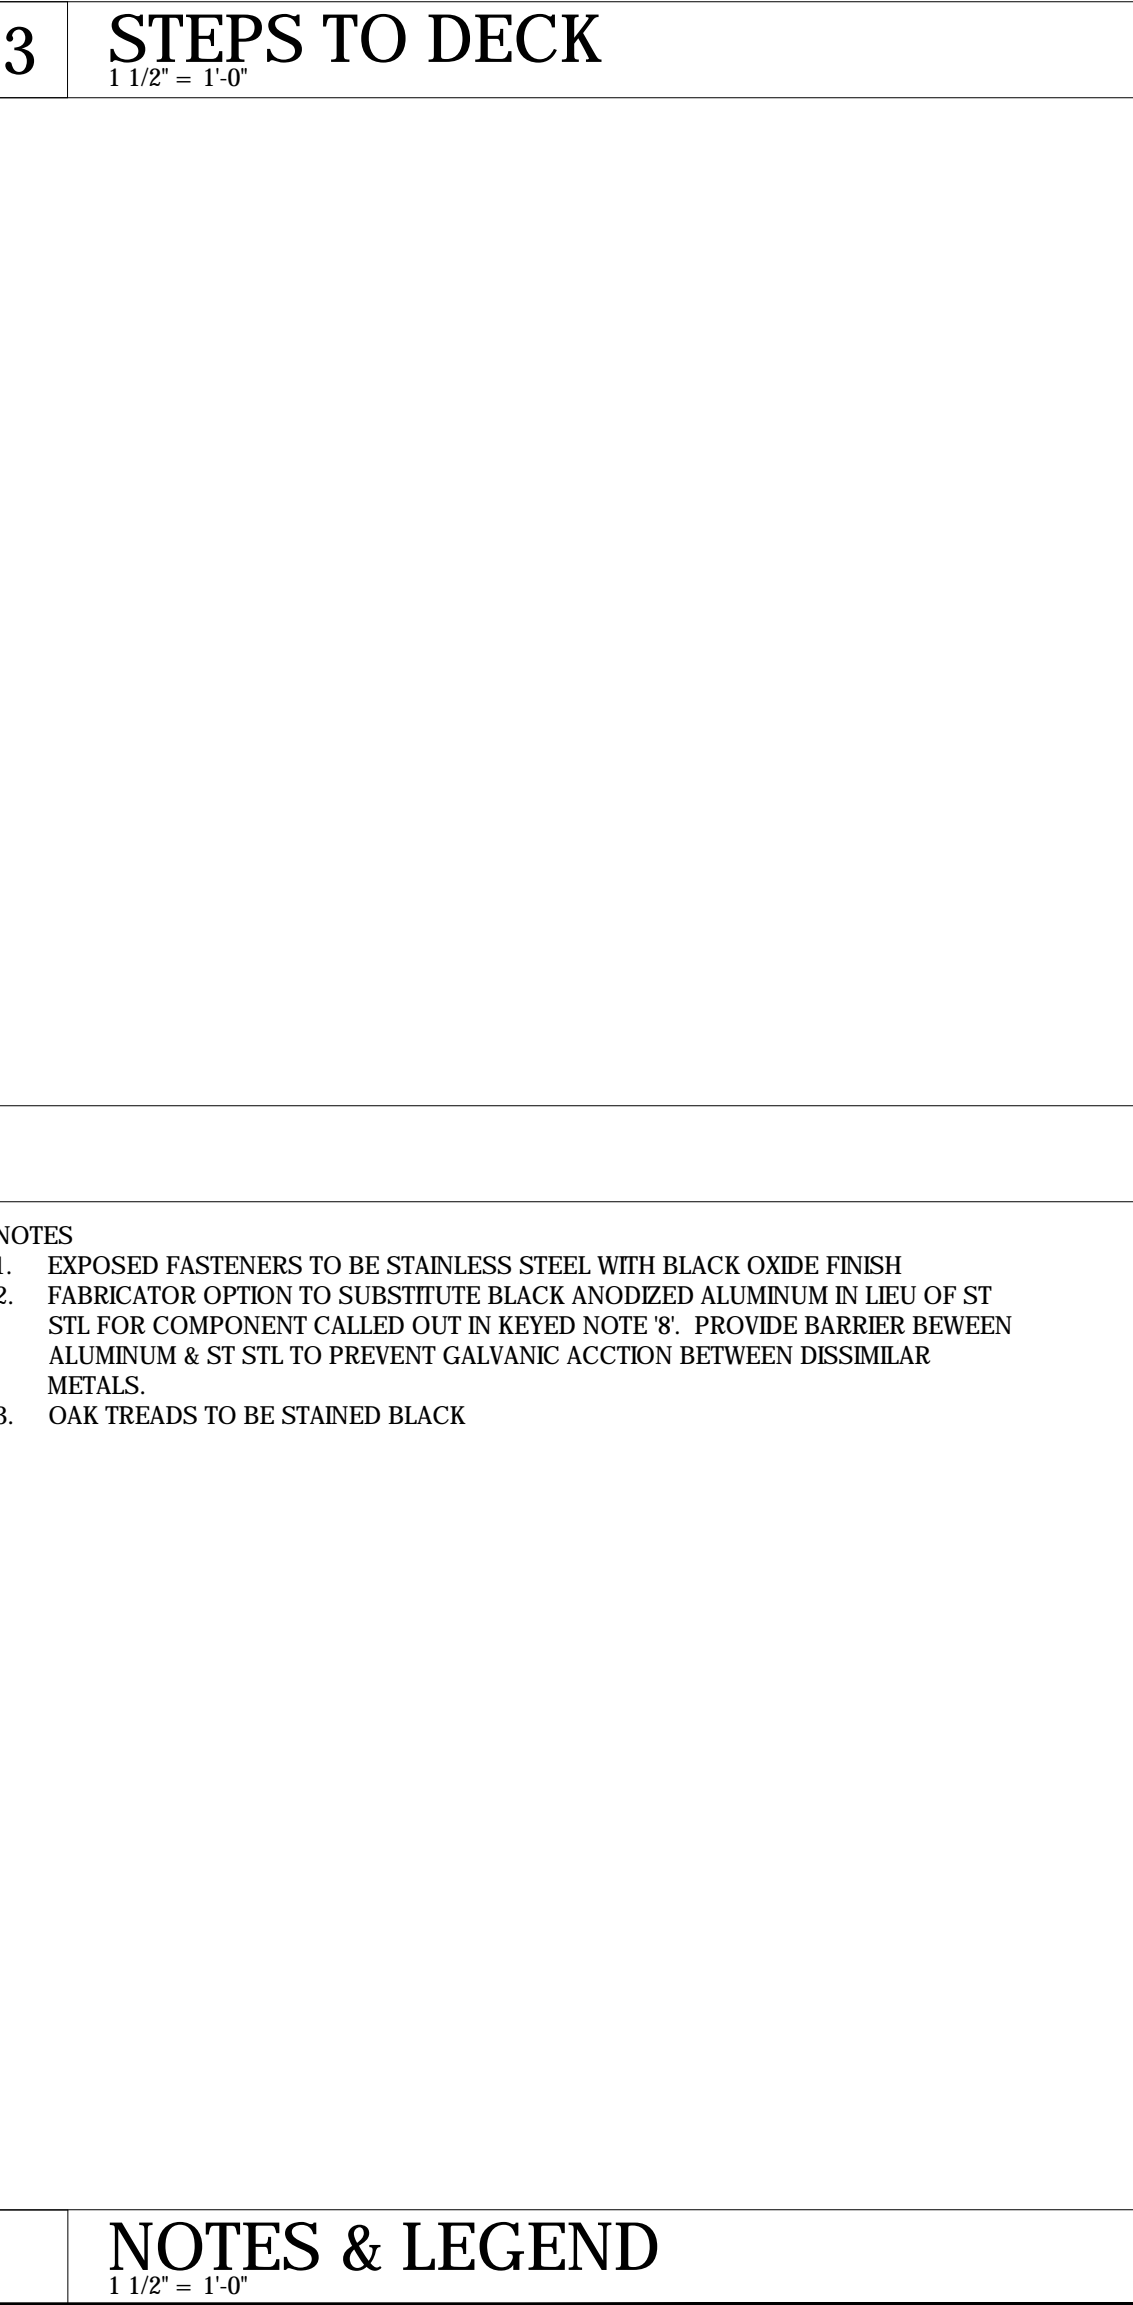 3 STEPS TO DECK
1 1/2" = 1'-0"
NOTES
1. EXPOSED FASTENERS TO BE STAINLESS STEEL WITH BLACK OXIDE FINISH
2. FABRICATOR OPTION TO SUBSTITUTE BLACK ANODIZED ALUMINUM IN LIEU OF ST
STL FOR COMPONENT CALLED OUT IN KEYED NOTE '8'. PROVIDE BARRIER BEWEEN
ALUMINUM & ST STL TO PREVENT GALVANIC ACCTION BETWEEN DISSIMILAR
METALS.
3. OAK TREADS TO BE STAINED BLACK
NOTES & LEGEND
1 1/2" = 1'-0"